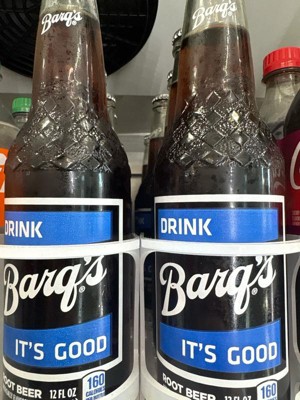 Barq's
DRINK
Barq's
IT'S GOOD
ROOT BEER 12 FL OZ
160
CALORIES
Barq's
DRINK
Barq's
IT'S GOOD
ROOT BEER 12 FL OZ
160